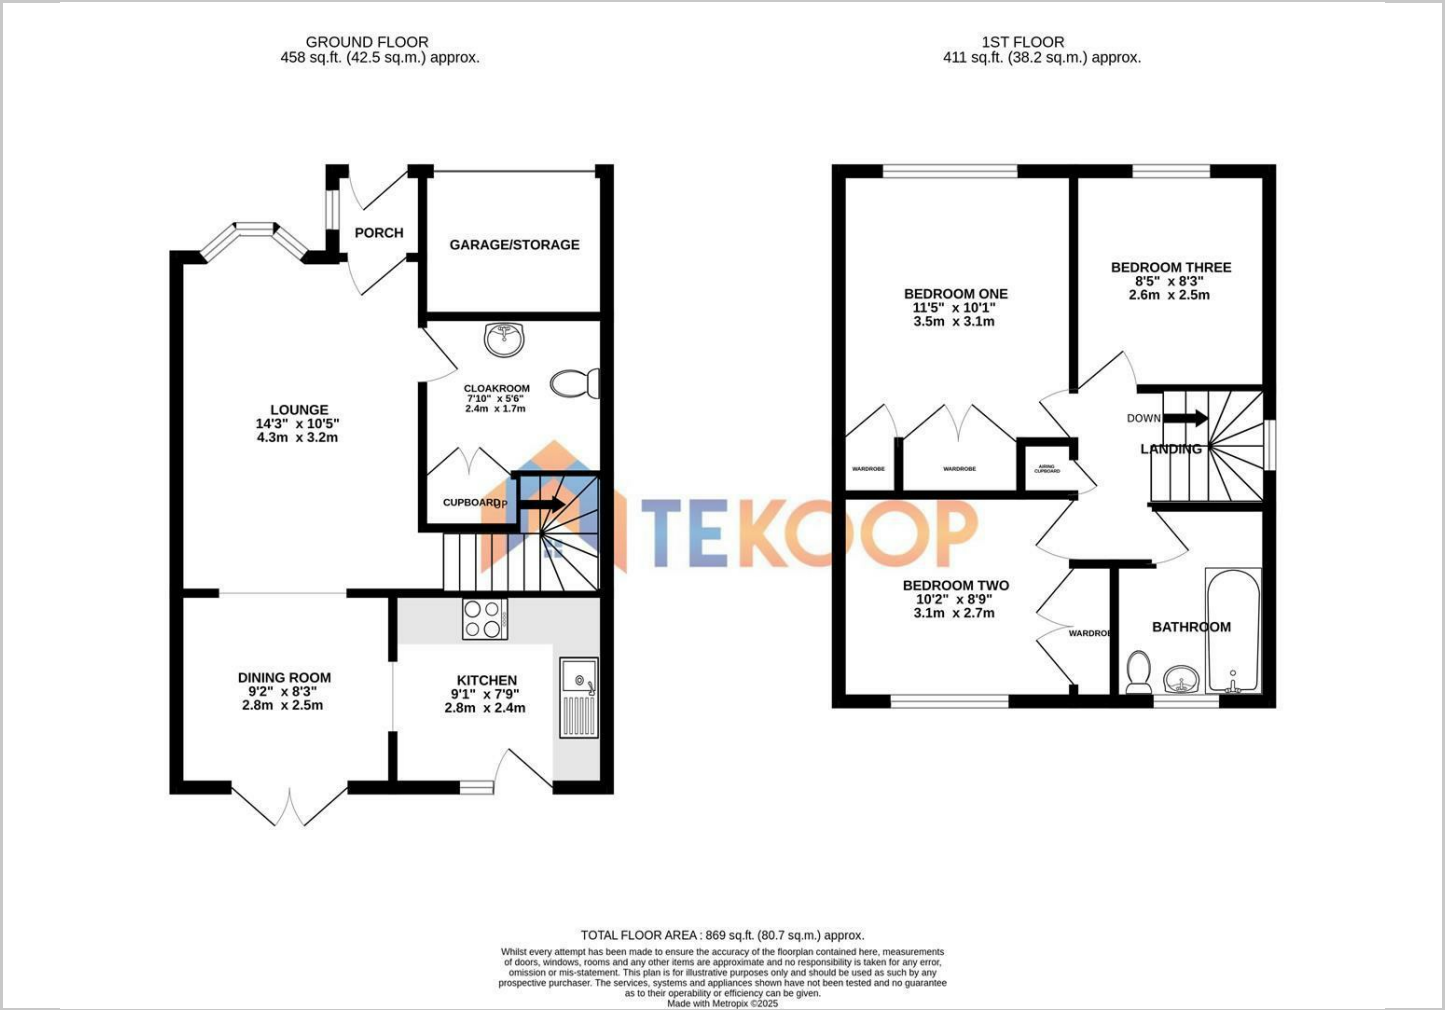 GROUND FLOOR
458 sq.ft. (42.5 sq.m.) approx.
1ST FLOOR
411 sq.ft. (38.2 sq.m.) approx.
PORCH
GARAGE/STORAGE
LOUNGE
14'3" x 10'5"
4.3m x 3.2m
CLOAKROOM
7'10" x 5'6"
2.4m x 1.7m
CUPBOARD
UP
DINING ROOM
9'2" x 8'3"
2.8m x 2.5m
KITCHEN
9'1" x 7'9"
2.8m x 2.4m
BEDROOM ONE
11'5" x 10'1"
3.5m x 3.1m
BEDROOM THREE
8'5" x 8'3"
2.6m x 2.5m
DOWN
LANDING
WARDROBE
WARDROBE
AIRING
CUPBOARD
TEKOOP
BEDROOM TWO
10'2" x 8'9"
3.1m x 2.7m
WARDROBE
BATHROOM
TOTAL FLOOR AREA : 869 sq.ft. (80.7 sq.m.) approx.
Whilst every attempt has been made to ensure the accuracy of the floorplan contained here, measurements
of doors, windows, rooms and any other items are approximate and no responsibility is taken for any error,
omission or mis-statement. This plan is for illustrative purposes only and should be used as such by any
prospective purchaser. The services, systems and appliances shown have not been tested and no guarantee
as to their operability or efficiency can be given.
Made with Metropix ©2025